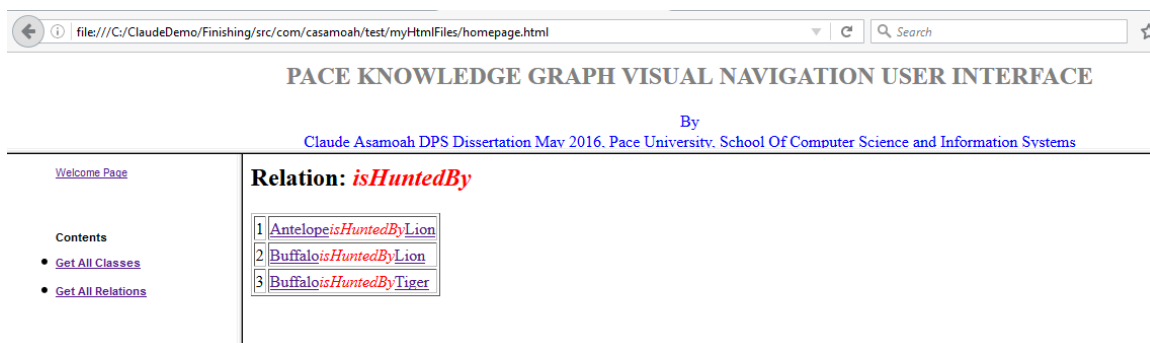 file:///C:/ClaudeDemo/Finishing/src/com/casamoah/test/myHtmlFiles/homepage.html
Search
PACE KNOWLEDGE GRAPH VISUAL NAVIGATION USER INTERFACE
By
Claude Asamoah DPS Dissertation May 2016, Pace University, School Of Computer Science and Information Systems
Welcome Page
Contents
Get All Classes
Get All Relations
Relation: isHuntedBy
1 AntelopeisHuntedByLion
2 BuffaloisHuntedByLion
3 BuffaloisHuntedByTiger